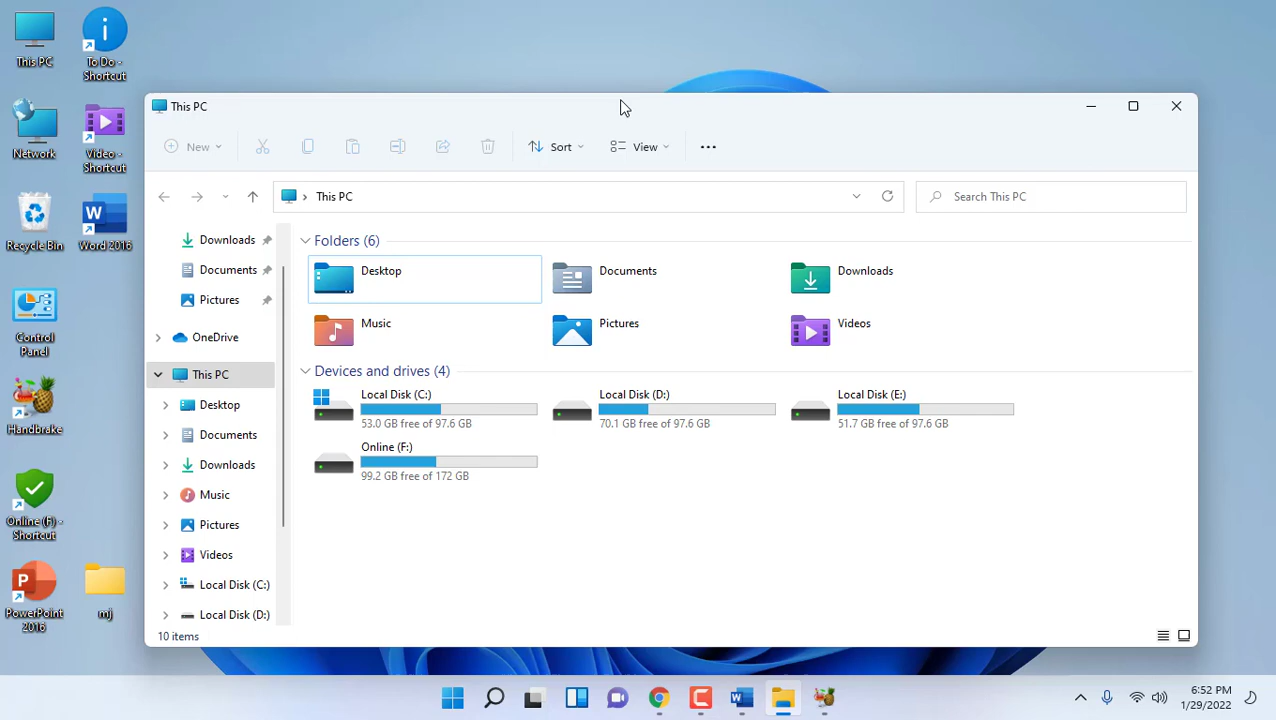 This PC
To Do -
Shortcut
Network
Video -
Shortcut
Recycle Bin
Word 2016
Control
Panel
Handbrake
Online (F) -
Shortcut
PowerPoint
2016
mj
This PC
New
Sort
View
This PC
Search This PC
Downloads
Documents
Pictures
OneDrive
This PC
Desktop
Documents
Downloads
Music
Pictures
Videos
Local Disk (C:)
Local Disk (D:)
Folders (6)
Desktop
Documents
Downloads
Music
Pictures
Videos
Devices and drives (4)
Local Disk (C:)
53.0 GB free of 97.6 GB
Local Disk (D:)
70.1 GB free of 97.6 GB
Local Disk (E:)
51.7 GB free of 97.6 GB
Online (F:)
99.2 GB free of 172 GB
10 items
6:52 PM
1/29/2022